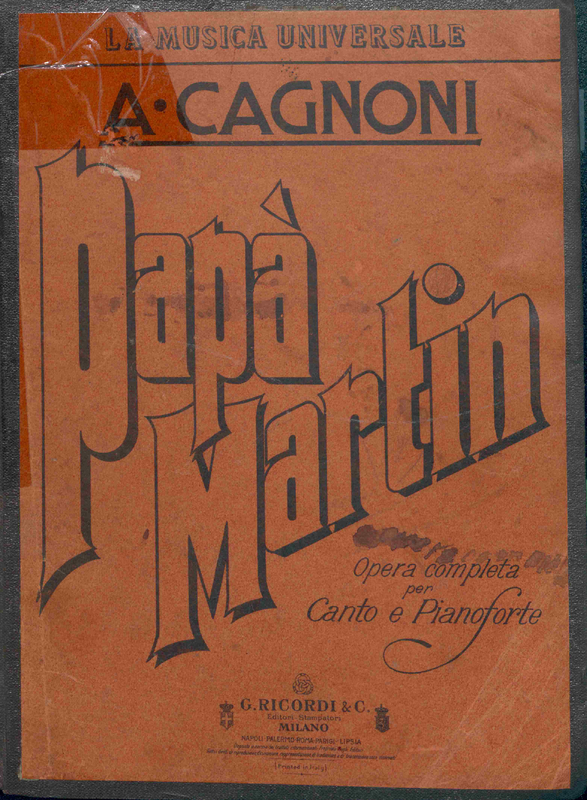 LA MUSICA UNIVERSALE
A·CAGNONI
Papà
Martin
Opera completa
per
Canto e Pianoforte
G. RICORDI & C.
Editori Stampatori
MILANO
NAPOLI-PALERMO-ROMA-PARIGI-LIPSIA
(Printed in Italy)